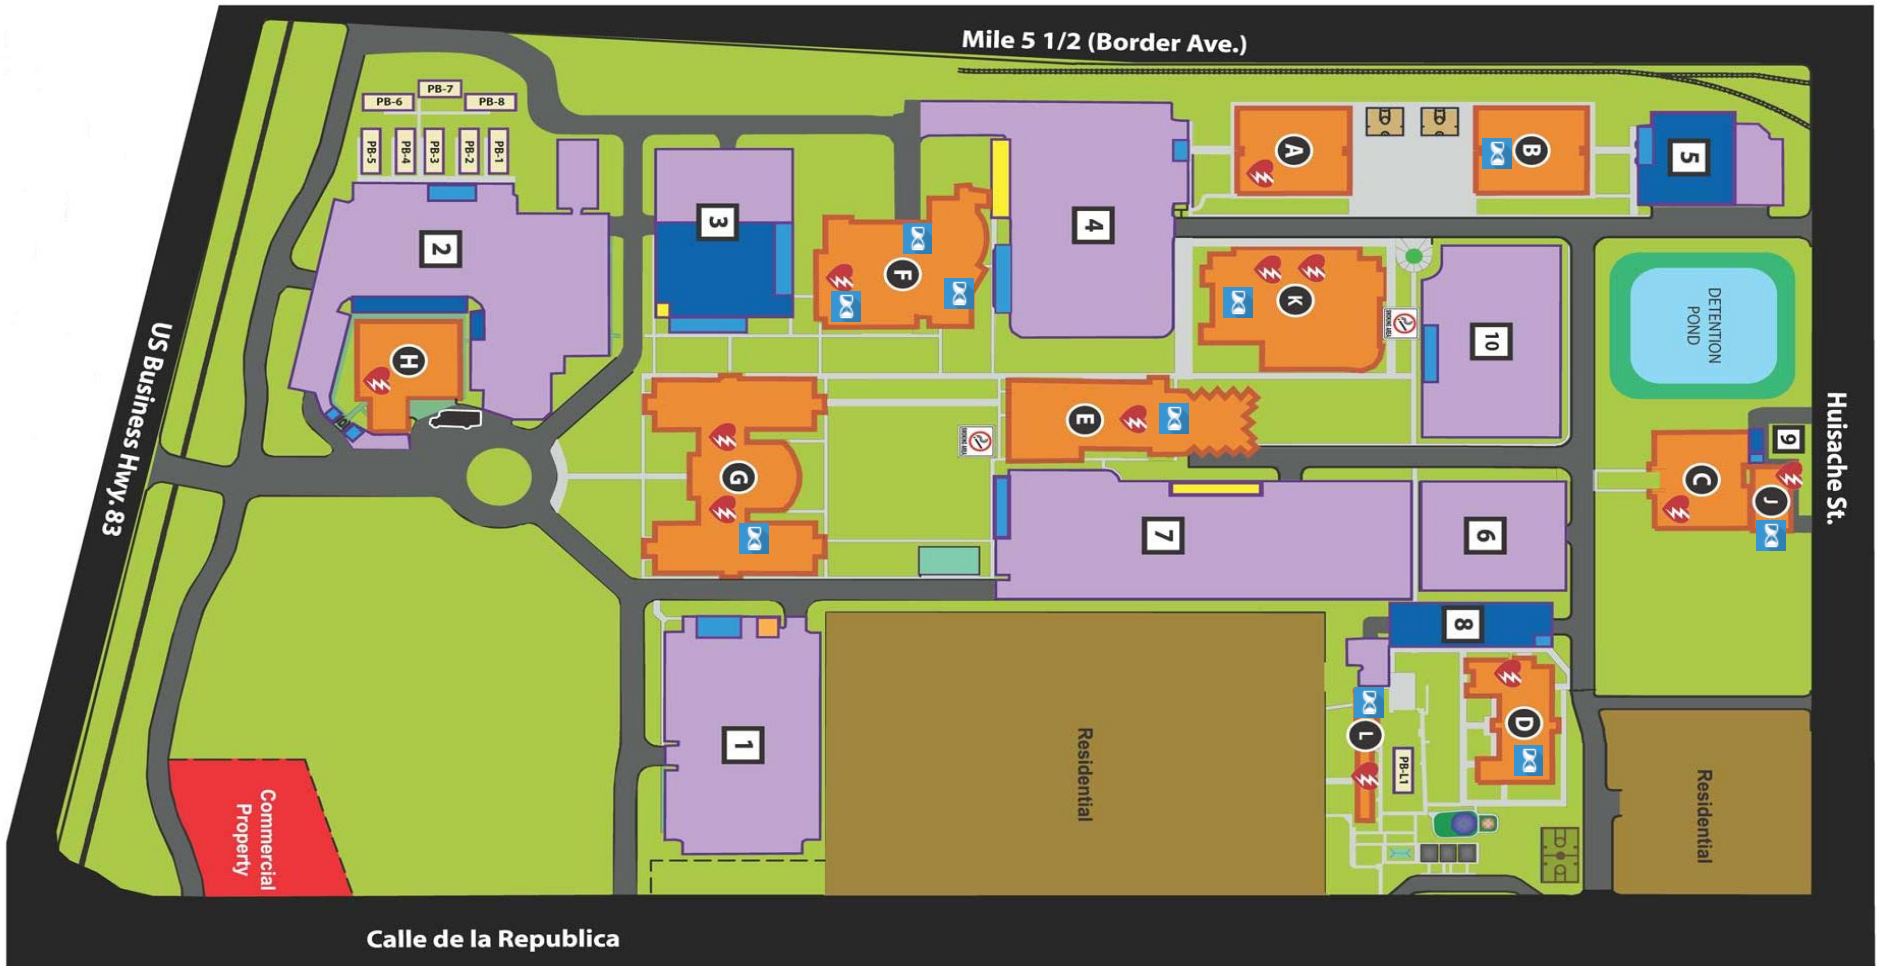 Mile 5 1/2 (Border Ave.)
PB-7
PB-6
PB-8
PB-5
PB-4
PB-3
PB-2
PB-1
2
3
4
A
B
5
F
K
10
DETENTION
POND
H
US Business Hwy. 83
Huisache St.
E
G
7
6
C
9
J
8
1
L
D
PB-L1
Residential
Residential
Commercial
Property
Calle de la Republica